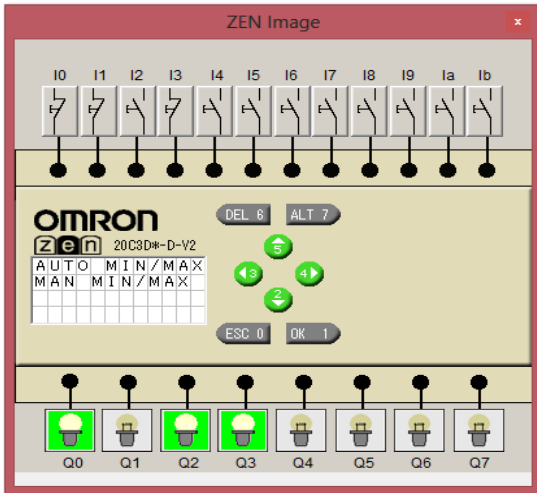 ZEN Image
x
I0 I1 I2 I3 I4 I5 I6 I7 I8 I9 Ia Ib
OMRON
DEL 6 ALT 7
zen 20C3D*-D-V2
5
AUTO MIN/MAX
3 4
MAN MIN/MAX
2
ESC 0 OK 1
Q0 Q1 Q2 Q3 Q4 Q5 Q6 Q7